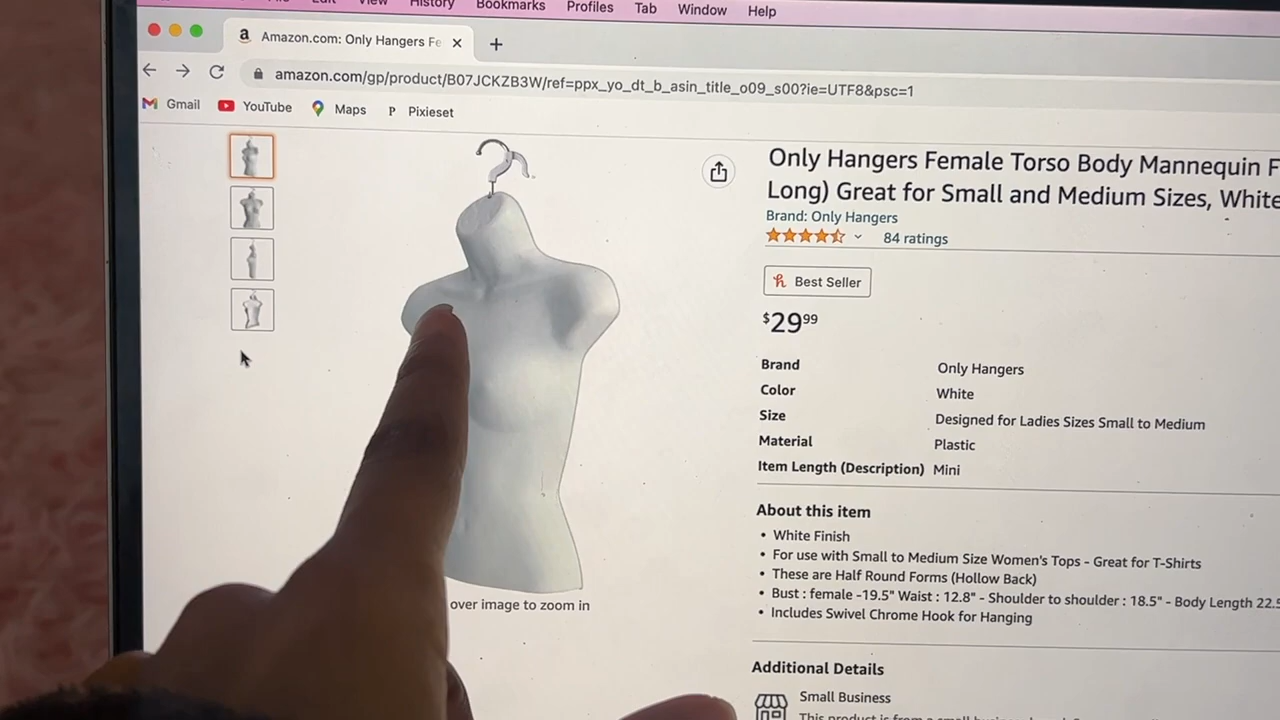 View
History
Bookmarks
Profiles
Tab
Window
Help
Amazon.com: Only Hangers Fe
amazon.com/gp/product/B07JCKZB3W/ref=ppx_yo_dt_b_asin_title_o09_s00?ie=UTF8&psc=1
Gmail
YouTube
Maps
Pixieset
Only Hangers Female Torso Body Mannequin F
Long) Great for Small and Medium Sizes, White
Brand: Only Hangers
84 ratings
Best Seller
$29 99
Brand Only Hangers
Color White
Size Designed for Ladies Sizes Small to Medium
Material Plastic
Item Length (Description) Mini
About this item
• White Finish
• For use with Small to Medium Size Women's Tops - Great for T-Shirts
• These are Half Round Forms (Hollow Back)
• Bust : female -19.5" Waist : 12.8" - Shoulder to shoulder : 18.5" - Body Length 22.5
• Includes Swivel Chrome Hook for Hanging
over image to zoom in
Additional Details
Small Business